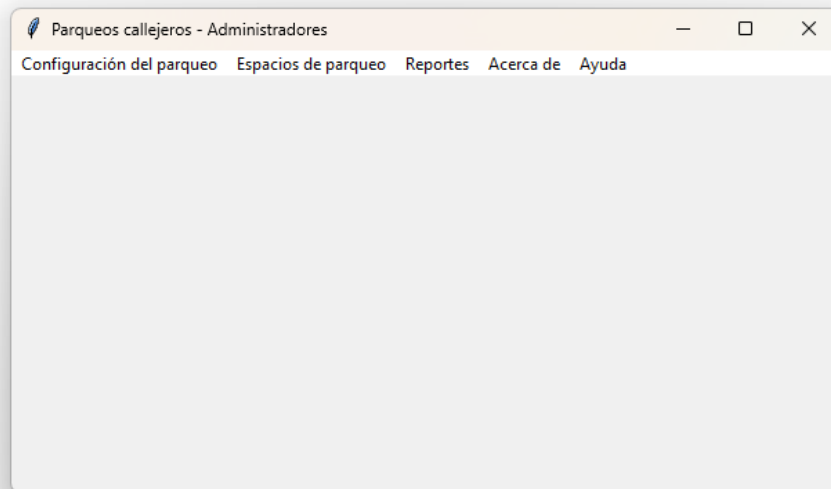 Parqueos callejeros - Administradores
Configuración del parqueo Espacios de parqueo Reportes Acerca de Ayuda